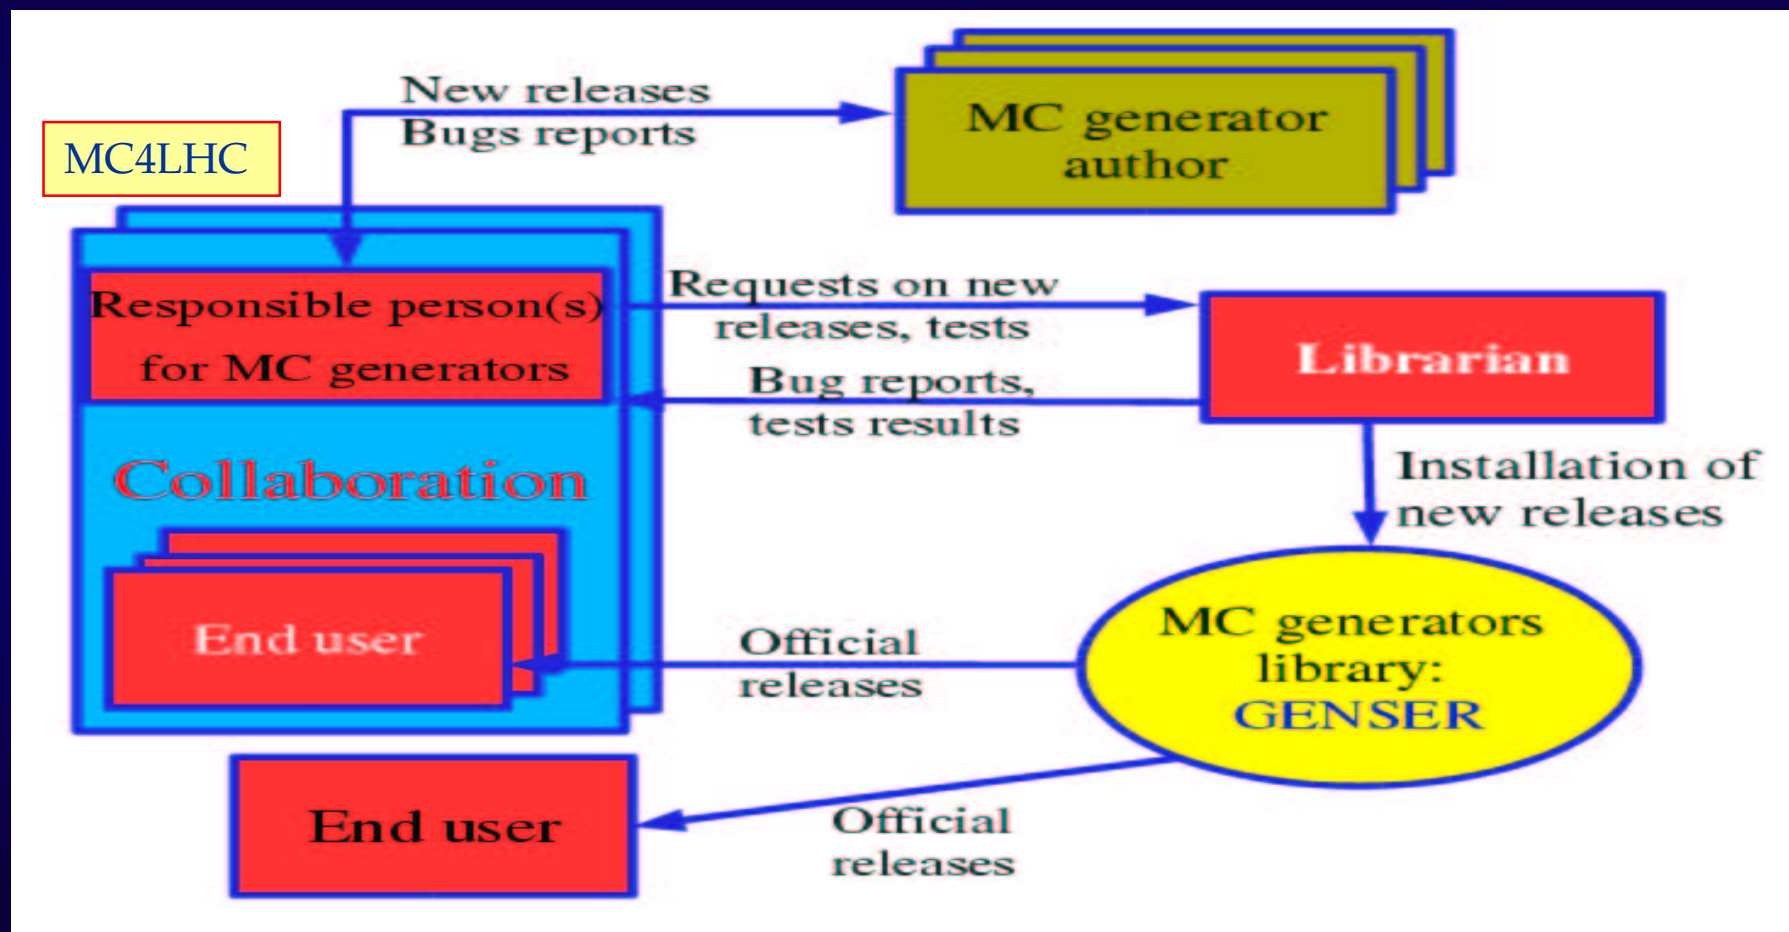 New releases
Bugs reports
MC generator
author
MC4LHC
Responsible person(s)
for MC generators
Requests on new
releases, tests
Bug reports,
tests results
Librarian
Collaboration
Installation of
new releases
End user
Official
releases
MC generators
library:
GENSER
End user
Official
releases